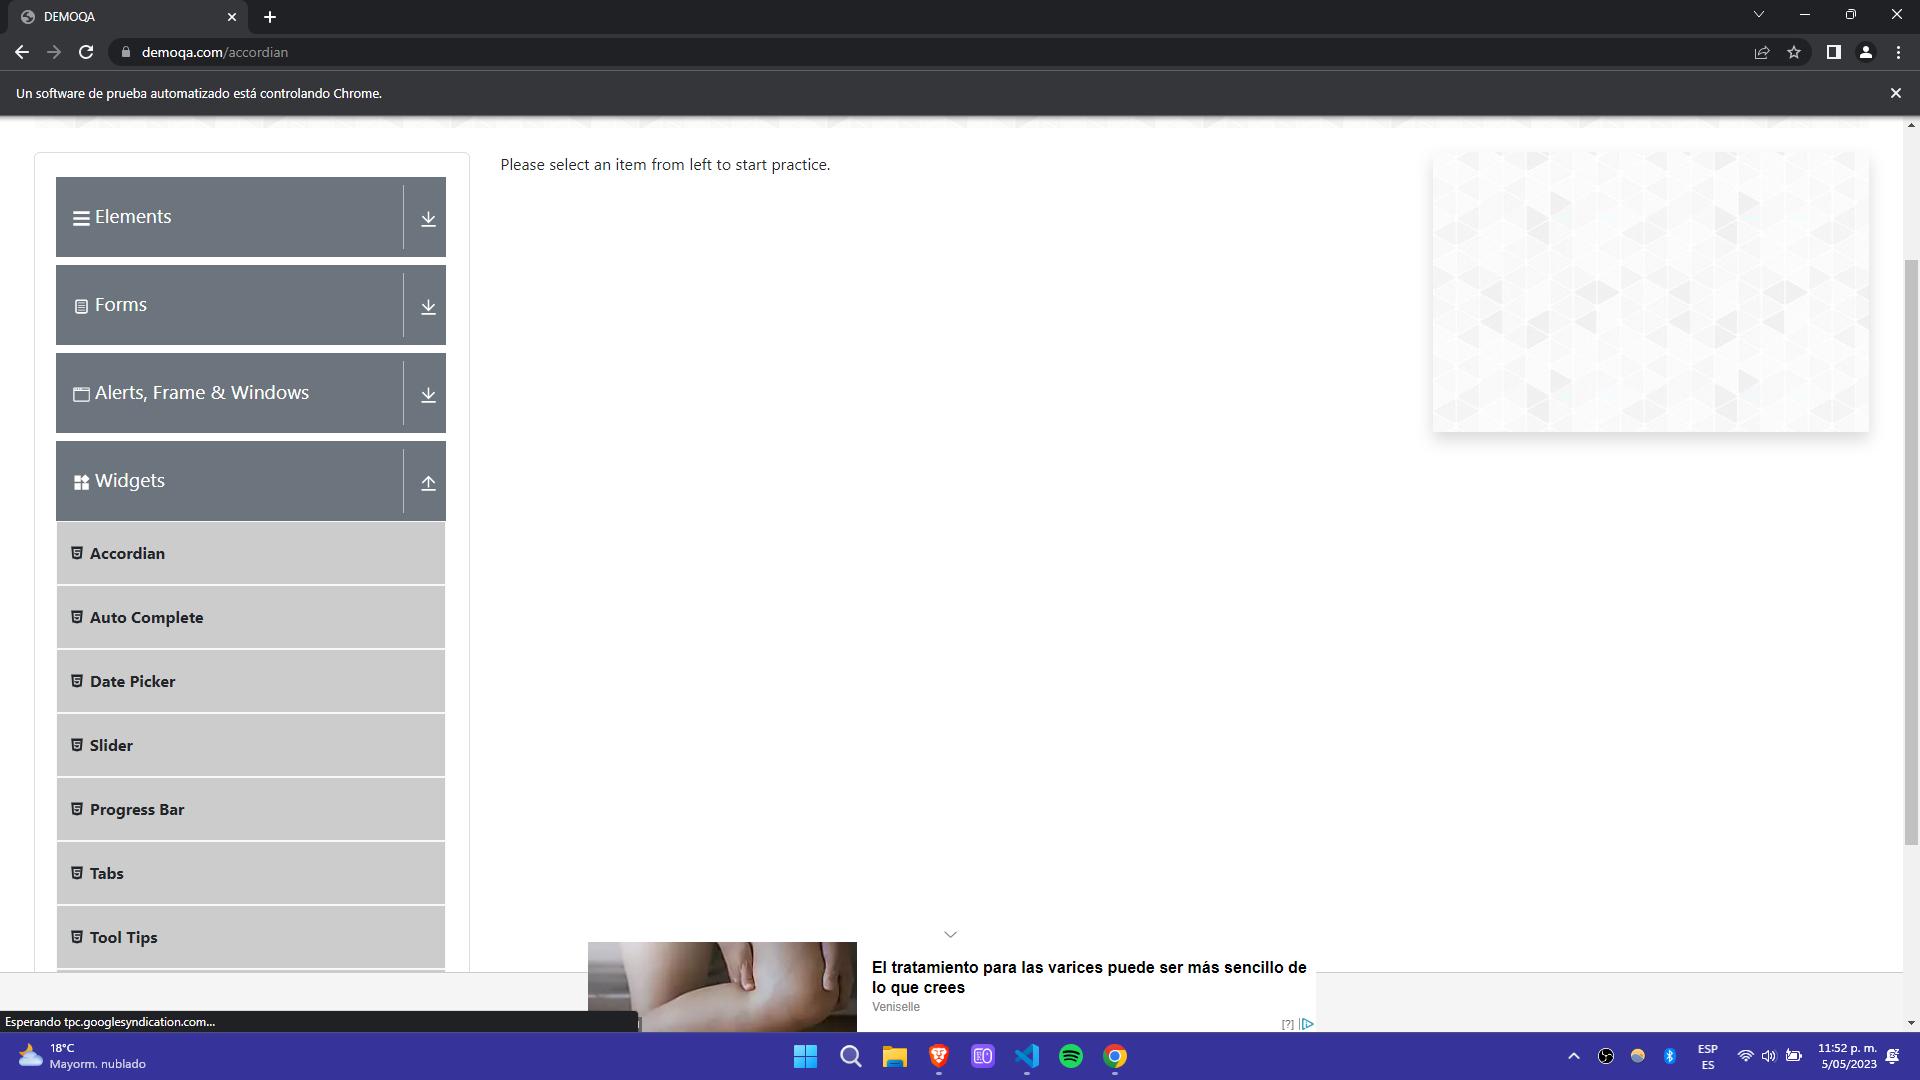 DEMOQA
demoqa.com/accordian
Un software de prueba automatizado está controlando Chrome.
Please select an item from left to start practice.
Elements
Forms
Alerts, Frame & Windows
Widgets
Accordian
Auto Complete
Date Picker
Slider
Progress Bar
Tabs
Tool Tips
El tratamiento para las varices puede ser más sencillo de
lo que crees
Veniselle
[?]
Esperando tpc.googlesyndication.com...
18°C
Mayorm. nublado
ESP
ES
11:52 p. m.
5/05/2023